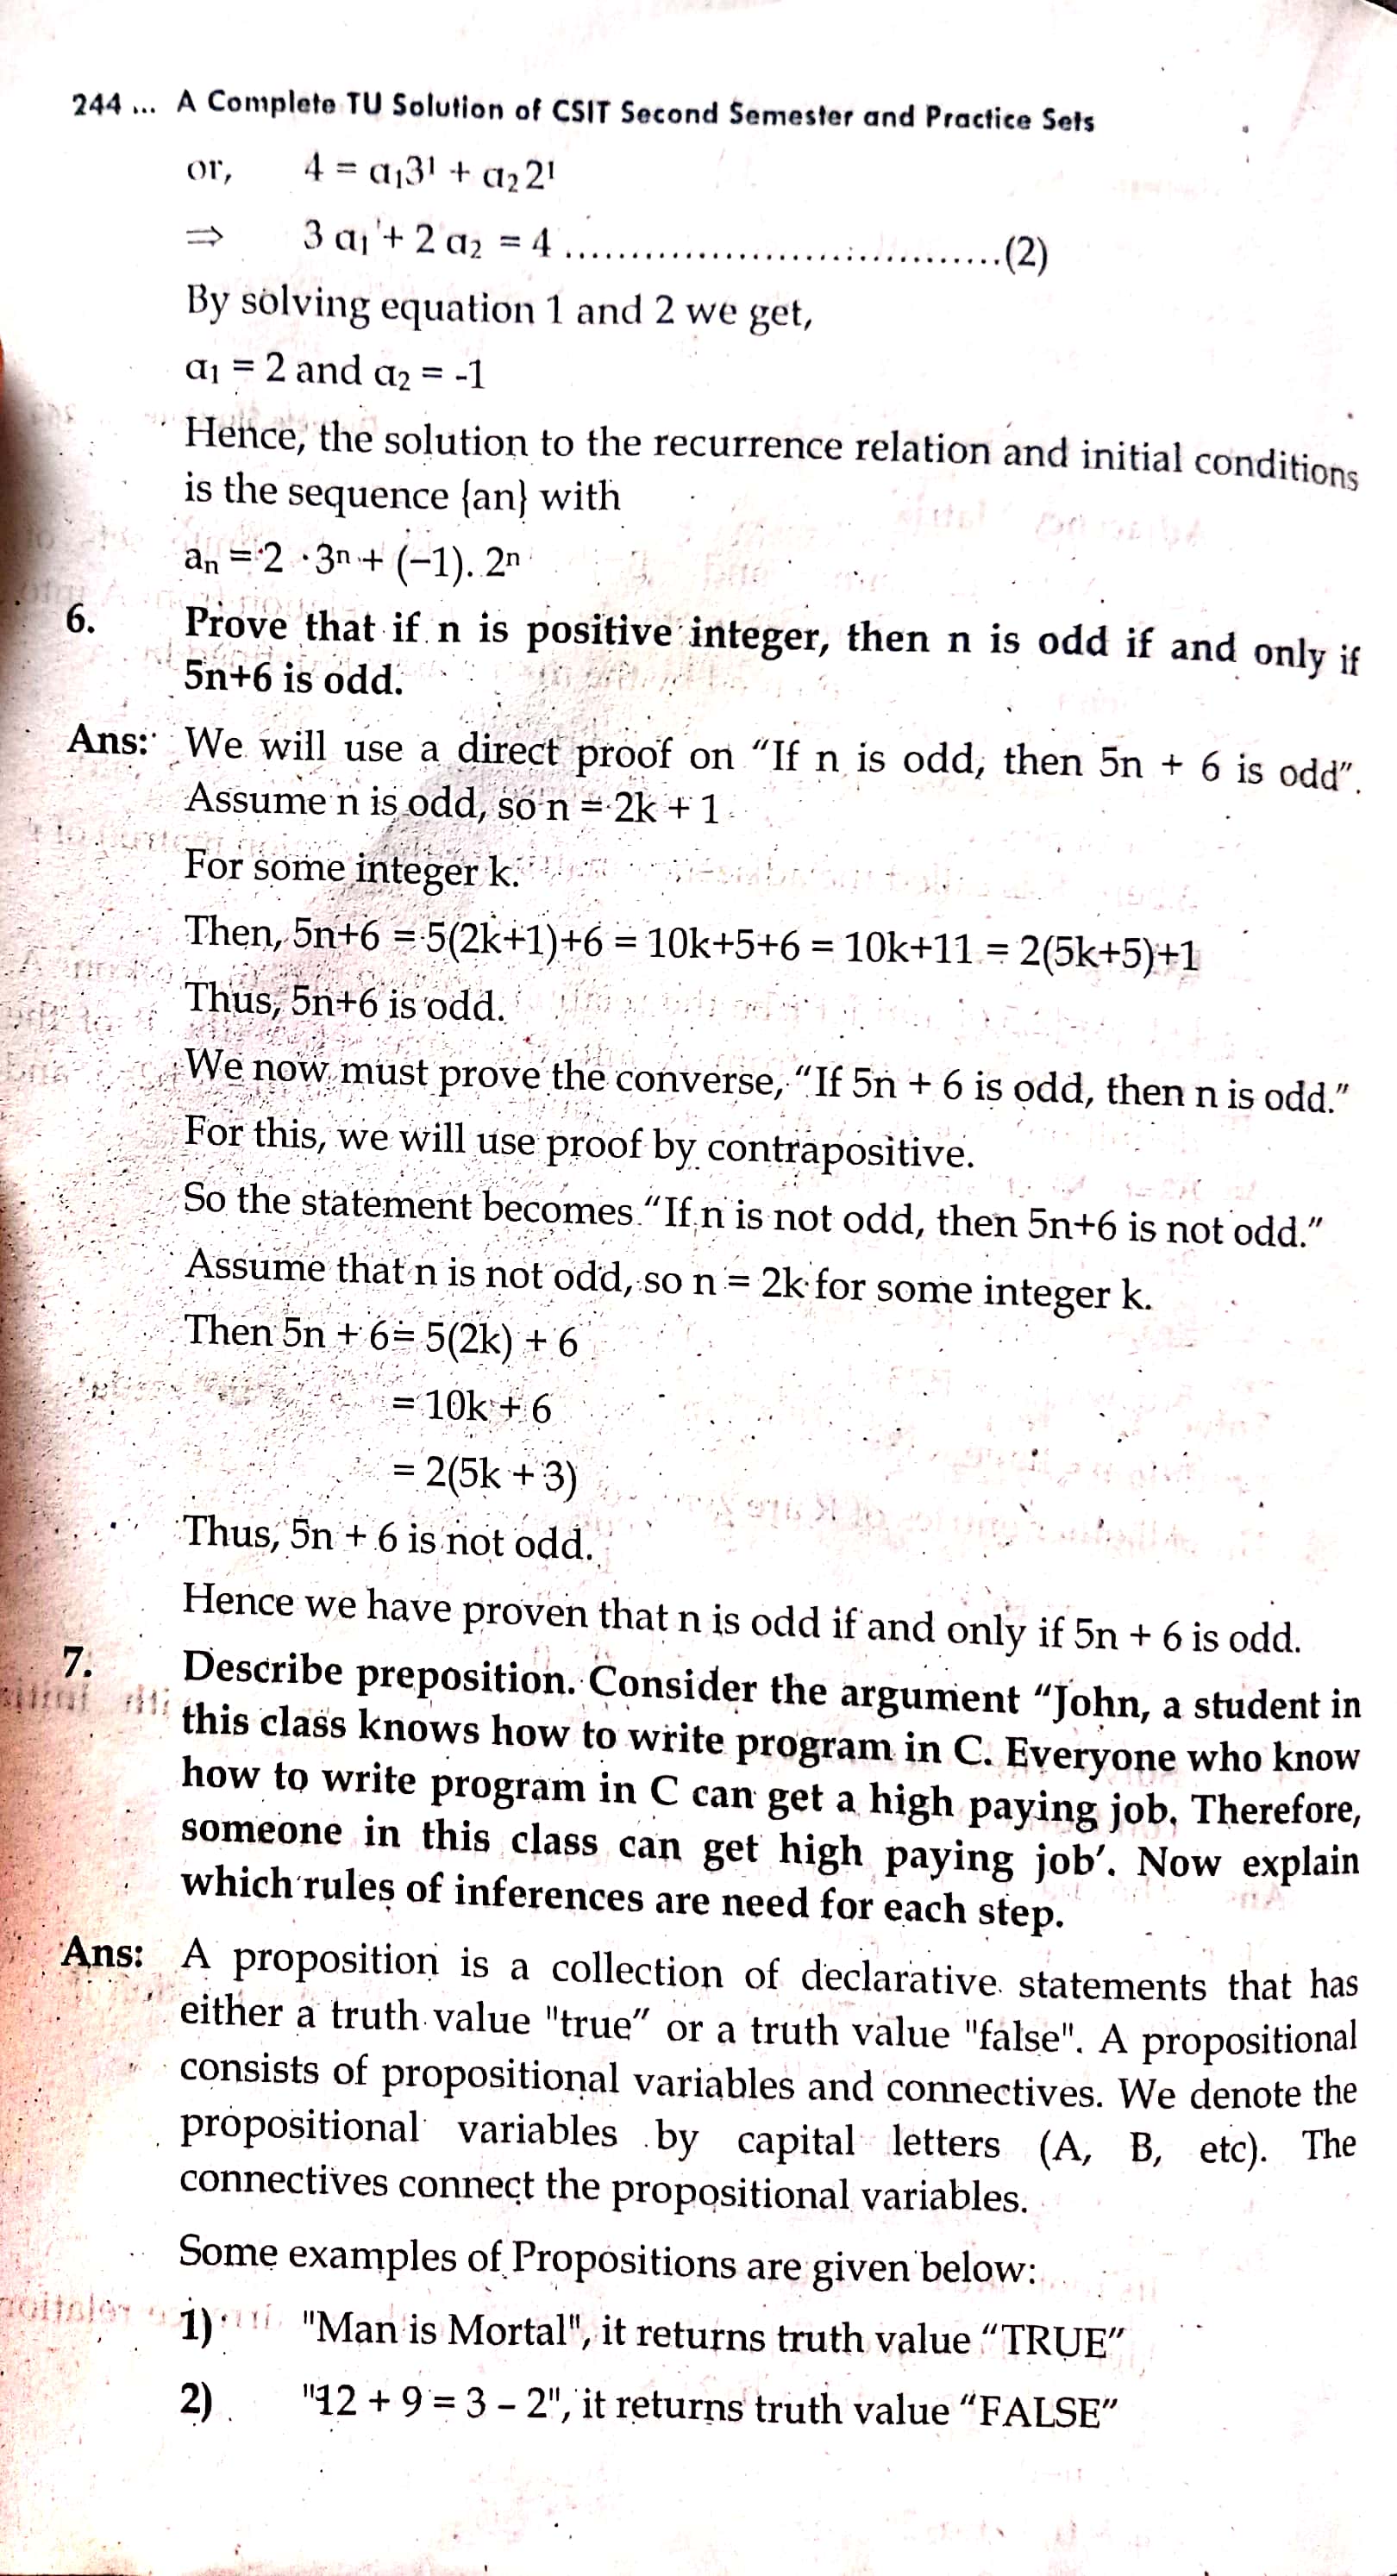 244 ... A Complete TU Solution of CSIT Second Semester and Practice Sets
or, 4 = α₁3¹ + α₂ 2¹
⇒ 3 α₁ + 2 α₂ = 4 ......................................(2)
By solving equation 1 and 2 we get,
α₁ = 2 and α₂ = -1
Hence, the solution to the recurrence relation and initial conditions
is the sequence {an} with
aₙ = 2 · 3ⁿ + (−1). 2ⁿ
6. Prove that if n is positive integer, then n is odd if and only if
5n+6 is odd.
Ans: We will use a direct proof on “If n is odd, then 5n + 6 is odd”.
Assume n is odd, so n = 2k + 1
For some integer k.
Then, 5n+6 = 5(2k+1)+6 = 10k+5+6 = 10k+11 = 2(5k+5)+1
Thus, 5n+6 is odd.
We now must prove the converse, “If 5n + 6 is odd, then n is odd.”
For this, we will use proof by contrapositive.
So the statement becomes “If n is not odd, then 5n+6 is not odd.”
Assume that n is not odd, so n = 2k for some integer k.
Then 5n + 6= 5(2k) + 6
= 10k + 6
= 2(5k + 3)
Thus, 5n + 6 is not odd.
Hence we have proven that n is odd if and only if 5n + 6 is odd.
7. Describe preposition. Consider the argument “John, a student in
this class knows how to write program in C. Everyone who know
how to write program in C can get a high paying job. Therefore,
someone in this class can get high paying job’. Now explain
which rules of inferences are need for each step.
Ans: A proposition is a collection of declarative statements that has
either a truth value "true” or a truth value "false". A propositional
consists of propositional variables and connectives. We denote the
propositional variables by capital letters (A, B, etc). The
connectives connect the propositional variables.
Some examples of Propositions are given below:
1) "Man is Mortal", it returns truth value “TRUE”
2) "12 + 9 = 3 – 2", it returns truth value “FALSE”